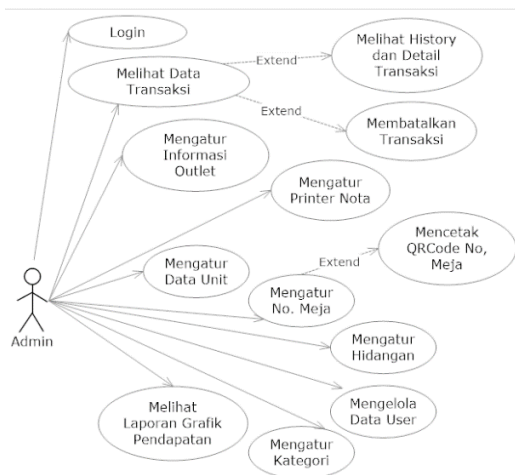 Login
Melihat Data
Transaksi
Extend
Melihat History
dan Detail
Transaksi
Extend
Membatalkan
Transaksi
Mengatur
Informasi
Outlet
Mengatur
Printer Nota
Mencetak
QRCode No,
Meja
Extend
Mengatur
Data Unit
Mengatur
No. Meja
Admin
Mengatur
Hidangan
Melihat
Laporan Grafik
Pendapatan
Mengelola
Data User
Mengatur
Kategori